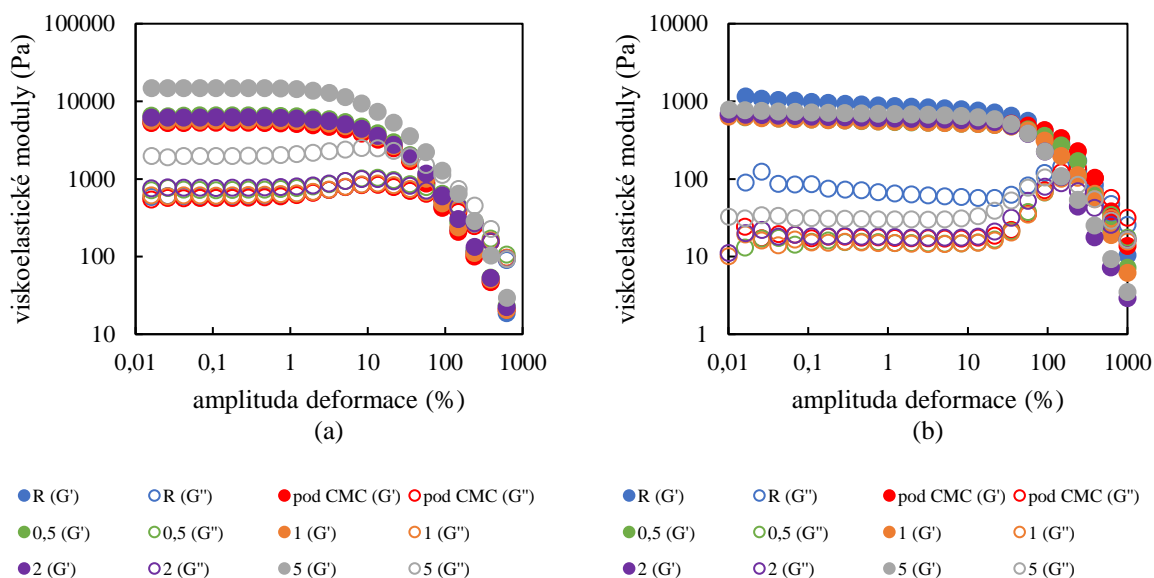 100000
10000
1000
100
10
viskoelastické moduly (Pa)
0,01 0,1 1 10 100 1000
amplituda deformace (%)
(a)
10000
1000
100
10
1
viskoelastické moduly (Pa)
0,01 0,1 1 10 100 1000
amplituda deformace (%)
(b)
R (G') R (G'') pod CMC (G') pod CMC (G'')
0,5 (G') 0,5 (G'') 1 (G') 1 (G'')
2 (G') 2 (G'') 5 (G') 5 (G'')
R (G') R (G'') pod CMC (G') pod CMC (G'')
0,5 (G') 0,5 (G'') 1 (G') 1 (G'')
2 (G') 2 (G'') 5 (G') 5 (G'')